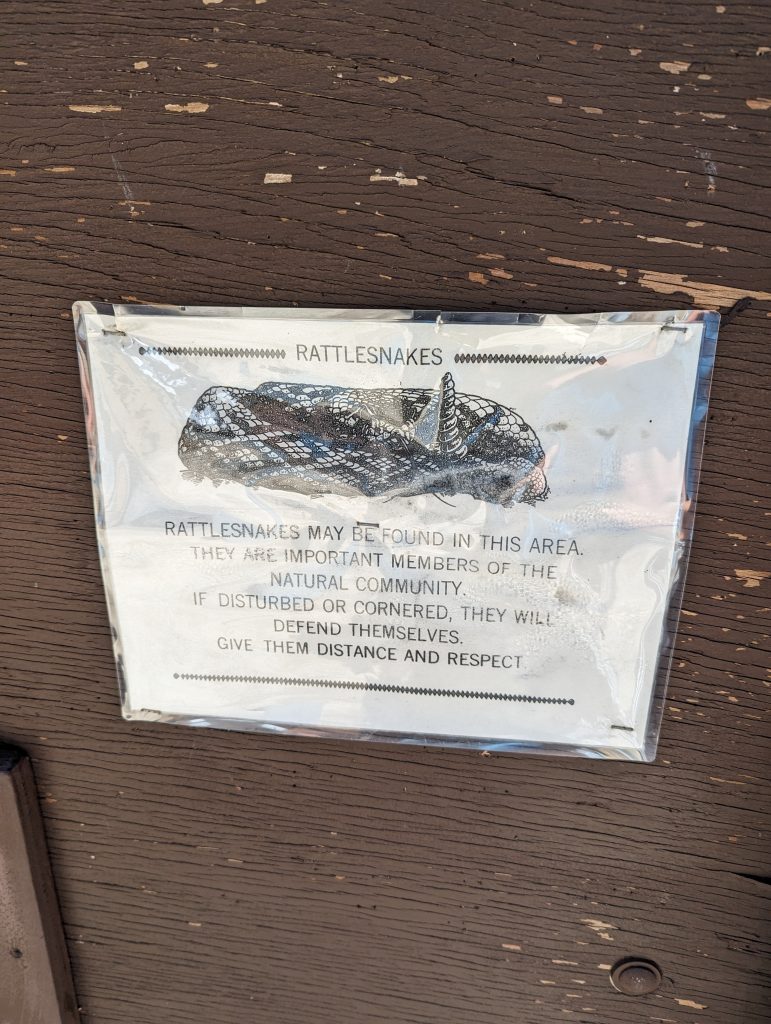 RATTLESNAKES
RATTLESNAKES MAY BE FOUND IN THIS AREA.
THEY ARE IMPORTANT MEMBERS OF THE
NATURAL COMMUNITY.
IF DISTURBED OR CORNERED, THEY WILL
DEFEND THEMSELVES.
GIVE THEM DISTANCE AND RESPECT